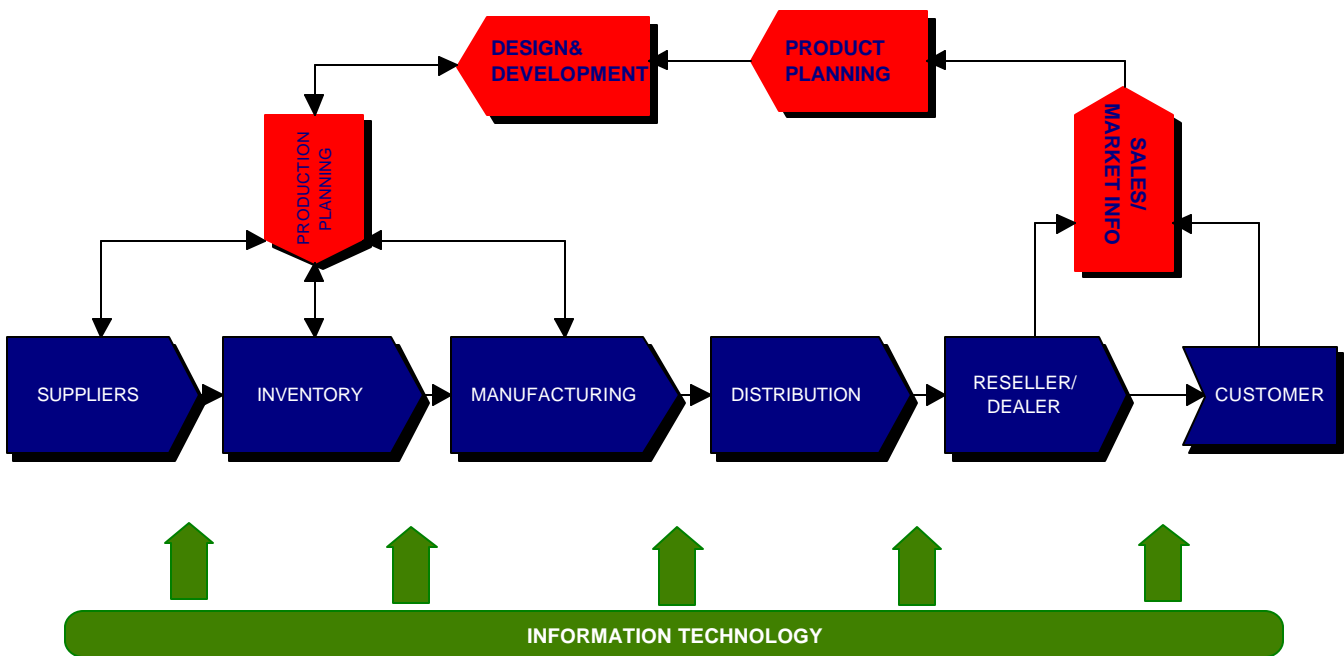 DESIGN&
DEVELOPMENT
PRODUCT
PLANNING
SALES/
MARKET INFO
PRODUCTION
PLANNING
SUPPLIERS
INVENTORY
MANUFACTURING
DISTRIBUTION
RESELLER/
DEALER
CUSTOMER
INFORMATION TECHNOLOGY